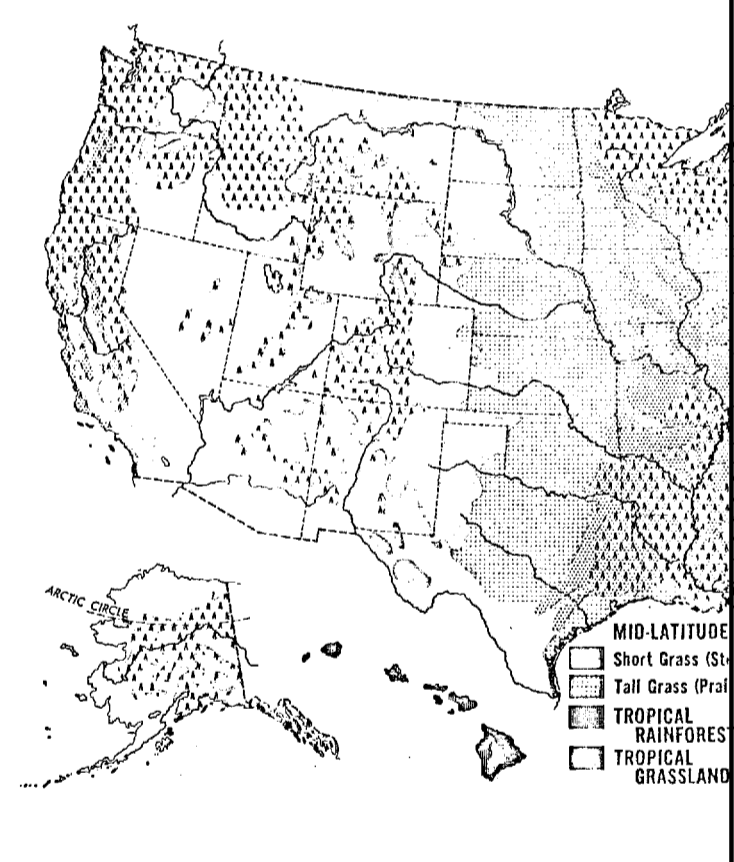 ARCTIC CIRCLE
MID-LATITUDE
Short Grass (St
Tall Grass (Prai
TROPICAL
RAINFOREST
TROPICAL
GRASSLAND